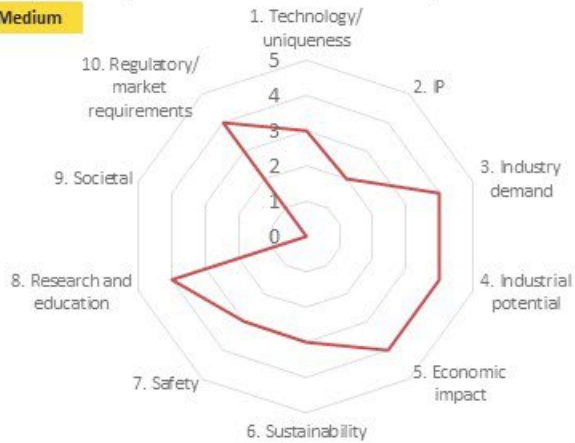 Medium
1. Technology/
uniqueness
2. IP
3. Industry
demand
4. Industrial
potential
5. Economic
impact
6. Sustainability
7. Safety
8. Research and
education
9. Societal
10. Regulatory/
market
requirements
5
4
3
2
1
0